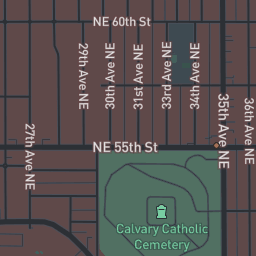 NE 60th St
29th Ave NE
30th Ave NE
31st Ave NE
33rd Ave NE
34th Ave NE
35th Ave NE
36th Ave NE
27th Ave NE
NE 55th St
Calvary Catholic
Cemetery